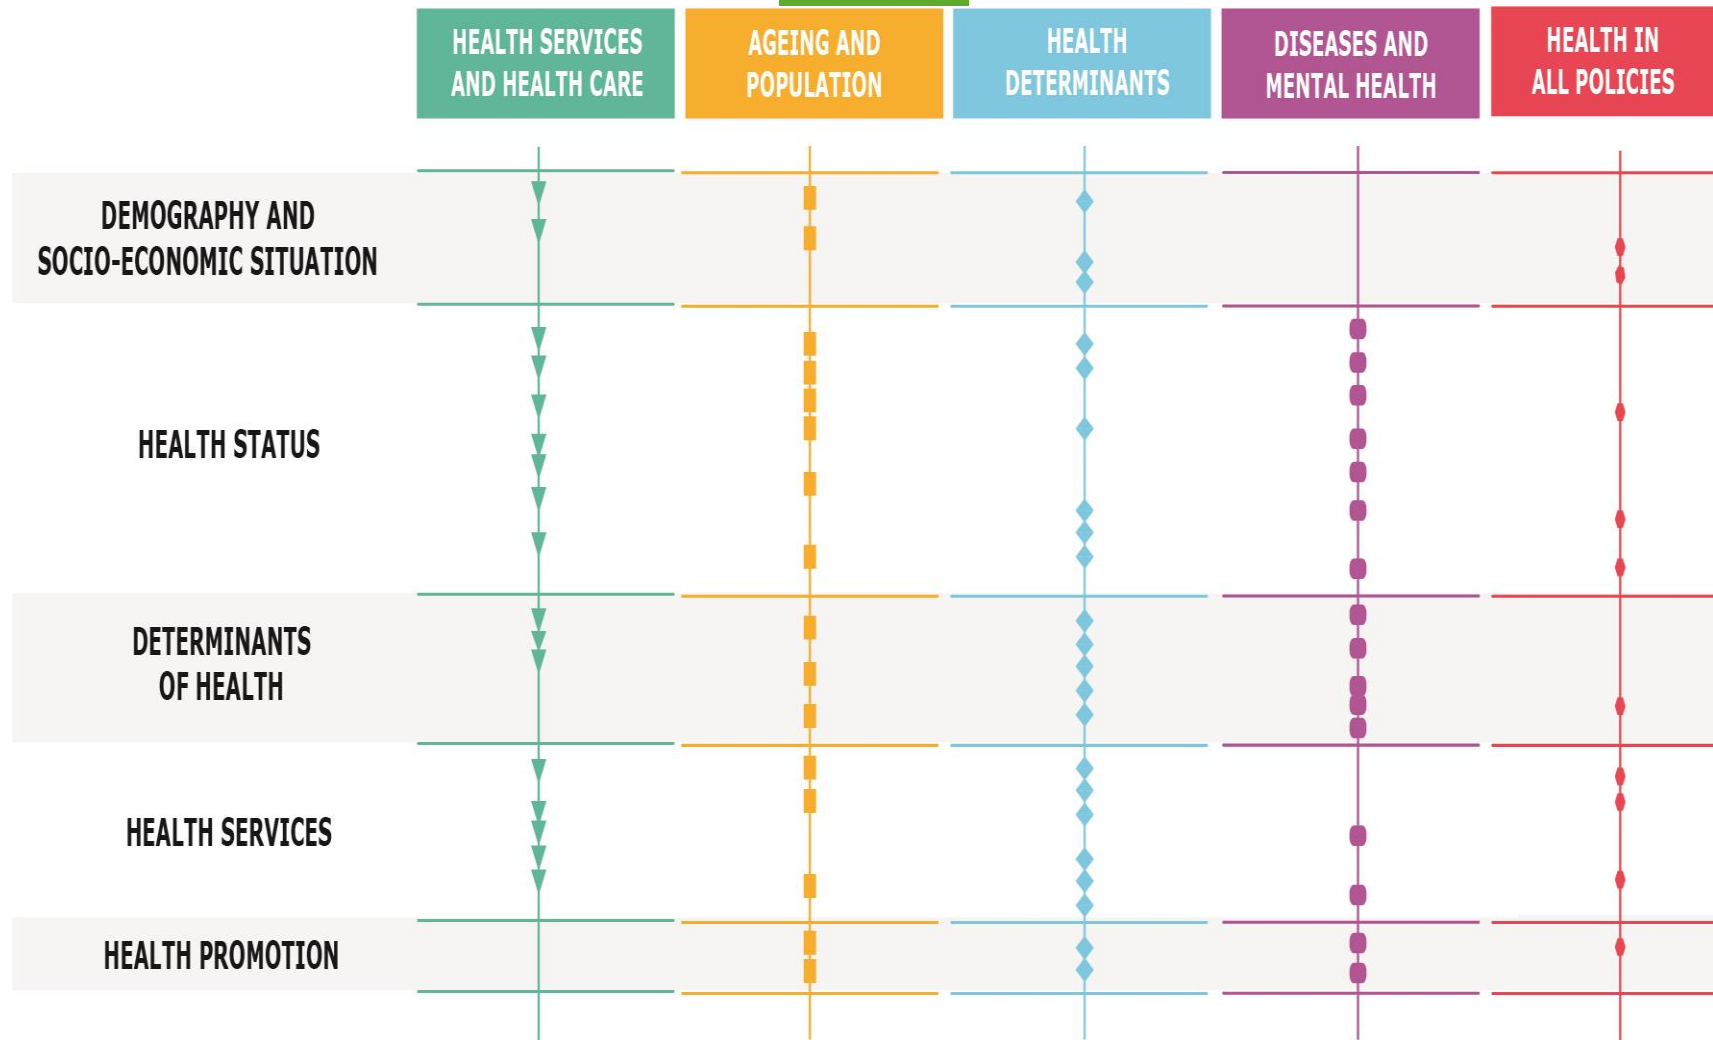 HEALTH SERVICES
AND HEALTH CARE
AGEING AND
POPULATION
HEALTH
DETERMINANTS
DISEASES AND
MENTAL HEALTH
HEALTH IN
ALL POLICIES
DEMOGRAPHY AND
SOCIO-ECONOMIC SITUATION
HEALTH STATUS
DETERMINANTS
OF HEALTH
HEALTH SERVICES
HEALTH PROMOTION